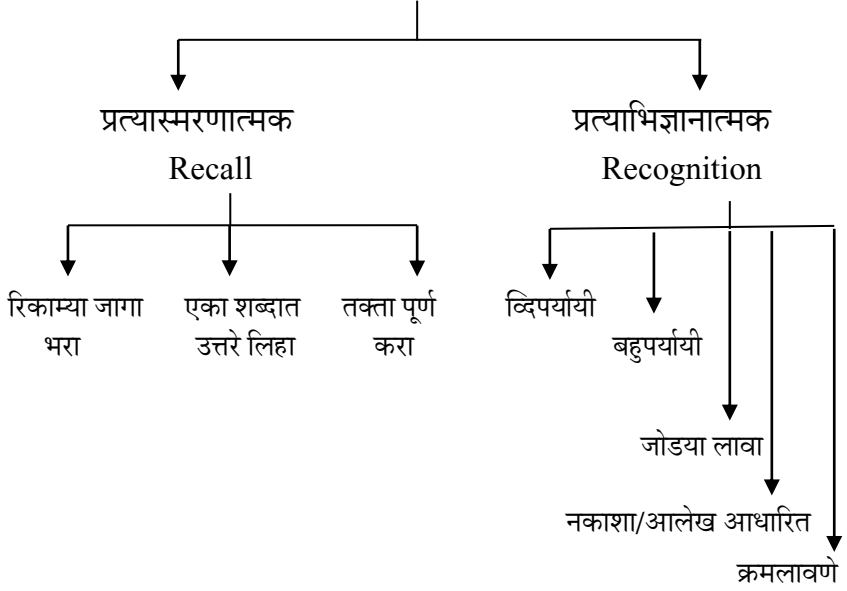 प्रत्यास्मरणात्मक
Recall
प्रत्याभिज्ञानात्मक
Recognition
रिकाम्या जागा
भरा
एका शब्दात
उत्तरे लिहा
तक्ता पूर्ण
करा
व्दिपर्यायी
बहुपर्यायी
जोडया लावा
नकाशा/आलेख आधारित
क्रमलावणे